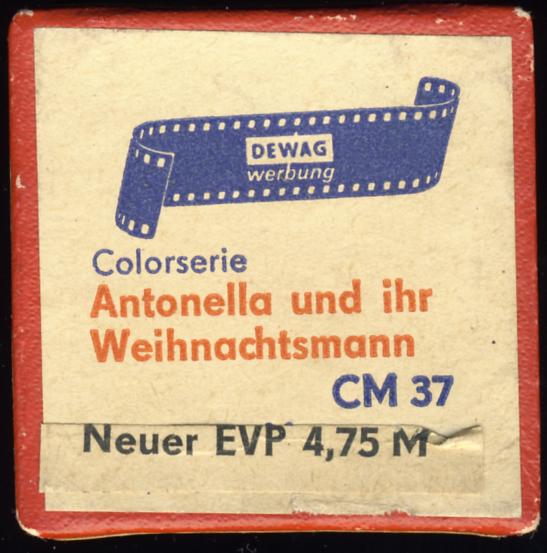 DEWAG
werbung
Colorserie
Antonella und ihr
Weihnachtsmann
CM 37
Neuer EVP 4,75 M